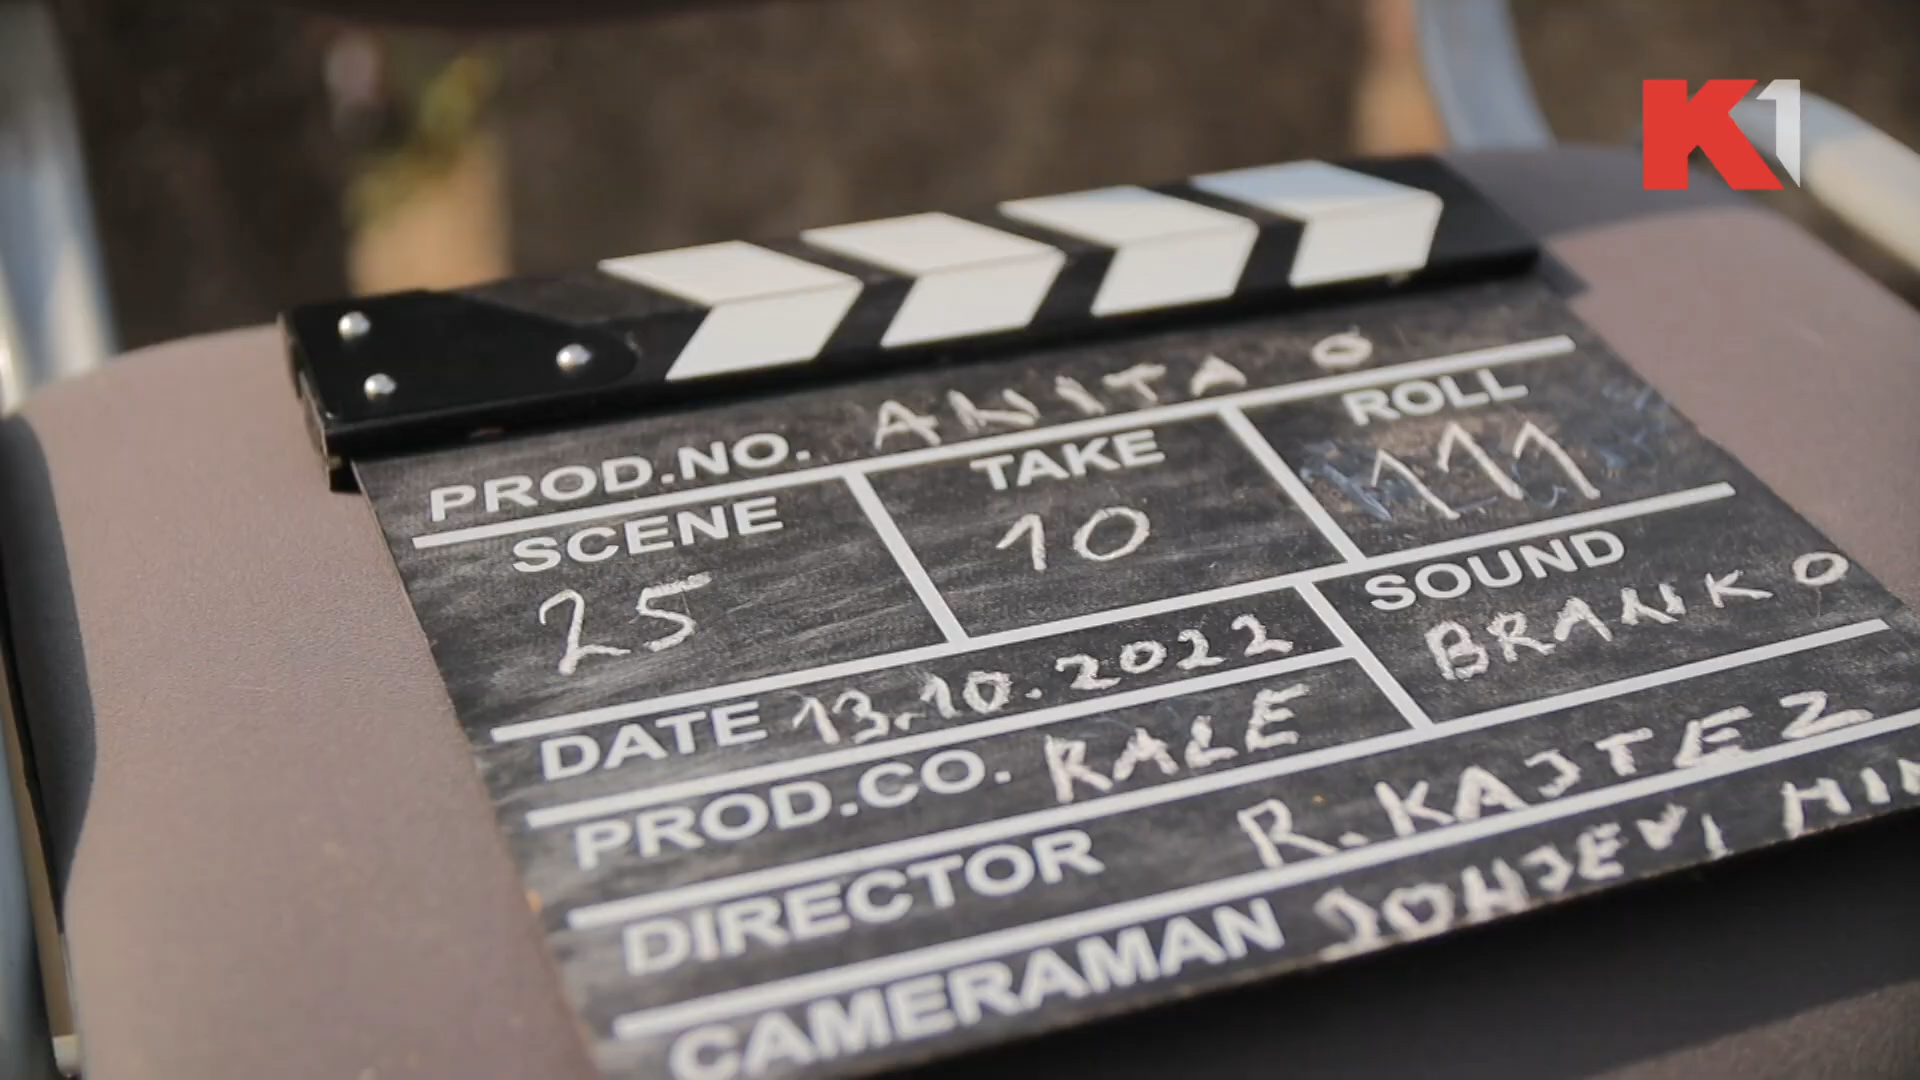 K1
PROD.NO. ANITA O
SCENE 25
TAKE 10
ROLL 111
DATE 13.10.2022
SOUND BRANKO
PROD.CO. RALE
DIRECTOR R. KAJTEZ
CAMERAMAN